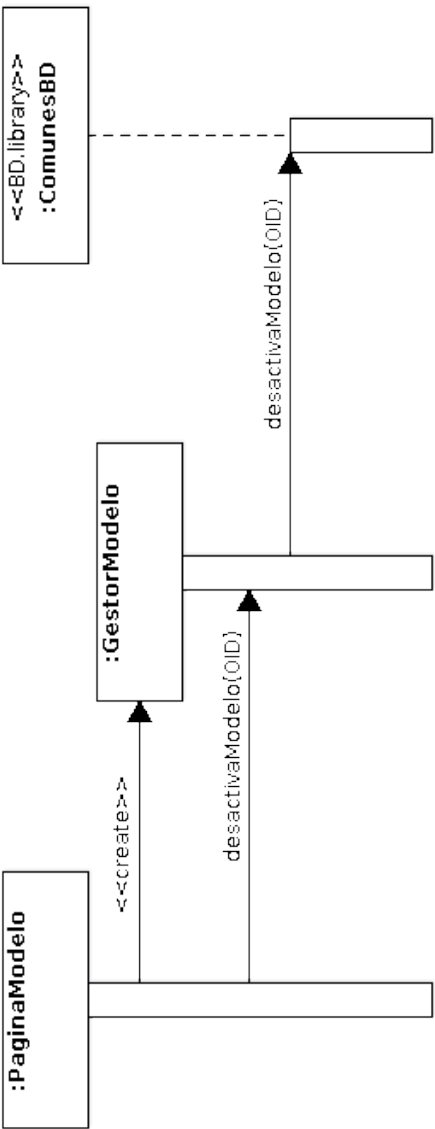 :PaginaModelo
<<create>>
:GestorModelo
desactivaModelo(OID)
desactivaModelo(OID)
<<BD.library>>
:ComunesBD